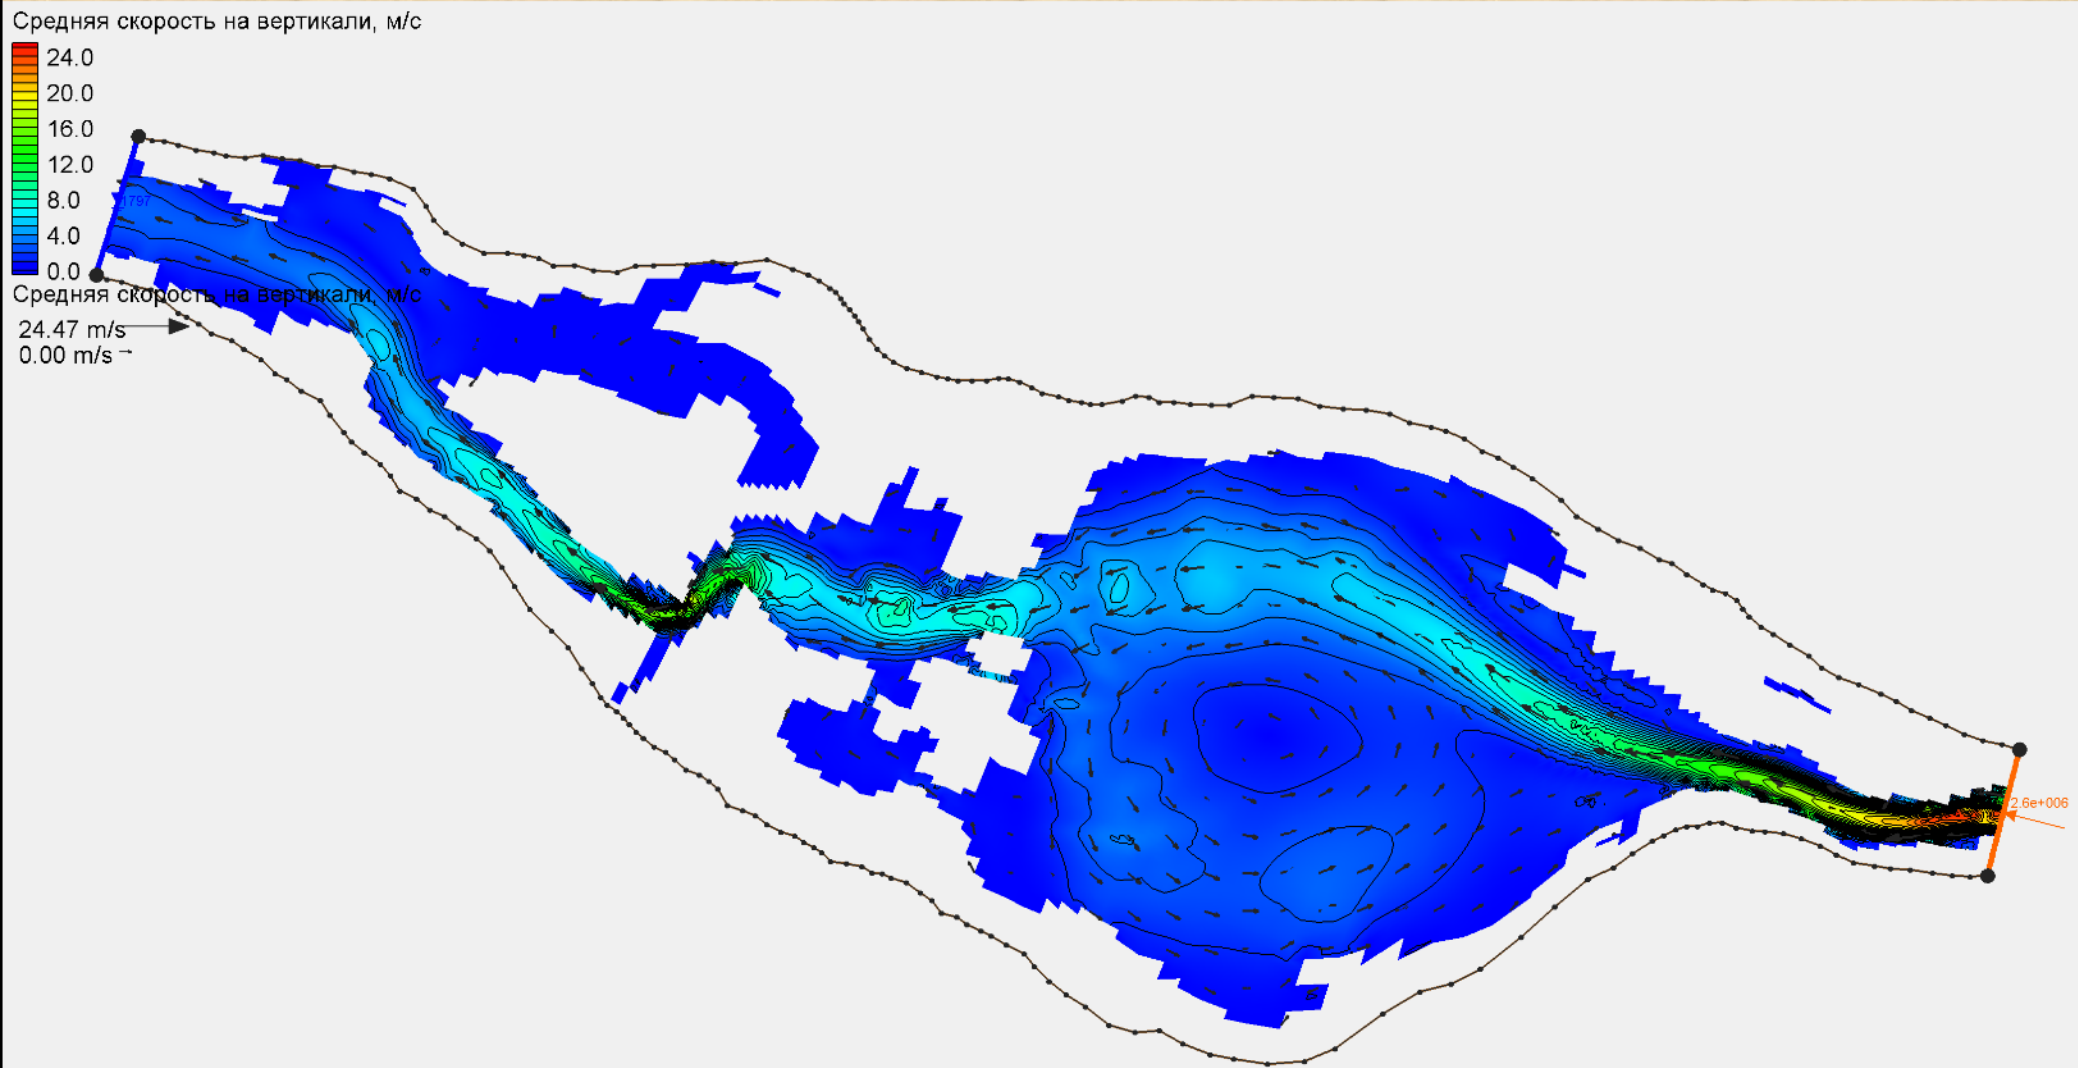 Средняя скорость на вертикали, м/с
24.0
20.0
16.0
12.0
8.0
4.0
0.0
1797
Средняя скорость на вертикали, м/с
24.47 m/s
0.00 m/s
2.6e+006